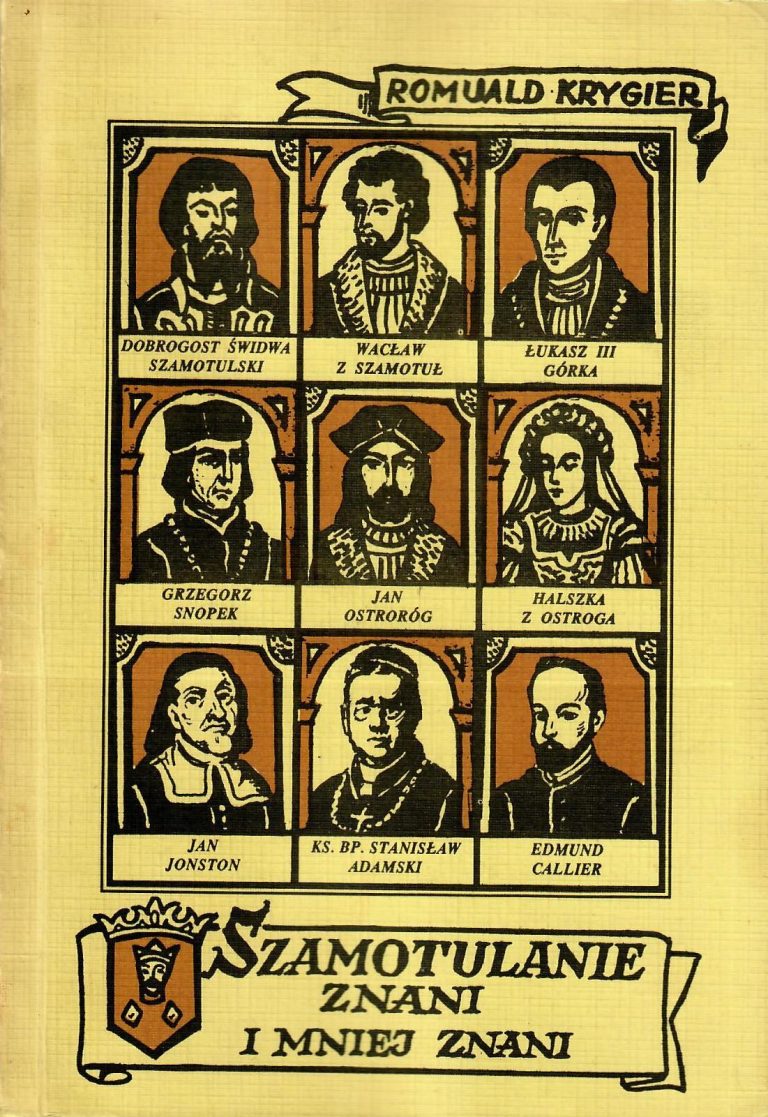 ROMUALD KRYGIER
DOBROGOST ŚWIDWA
SZAMOTULSKI
WACŁAW
Z SZAMOTUŁ
ŁUKASZ III
GÓRKA
GRZEGORZ
SNOPEK
JAN
OSTRORÓG
HALSZKA
Z OSTROGA
JAN
JONSTON
KS. BP. STANISŁAW
ADAMSKI
EDMUND
CALLIER
SZAMOTULANIE
ZNANI
I MNIEJ ZNANI